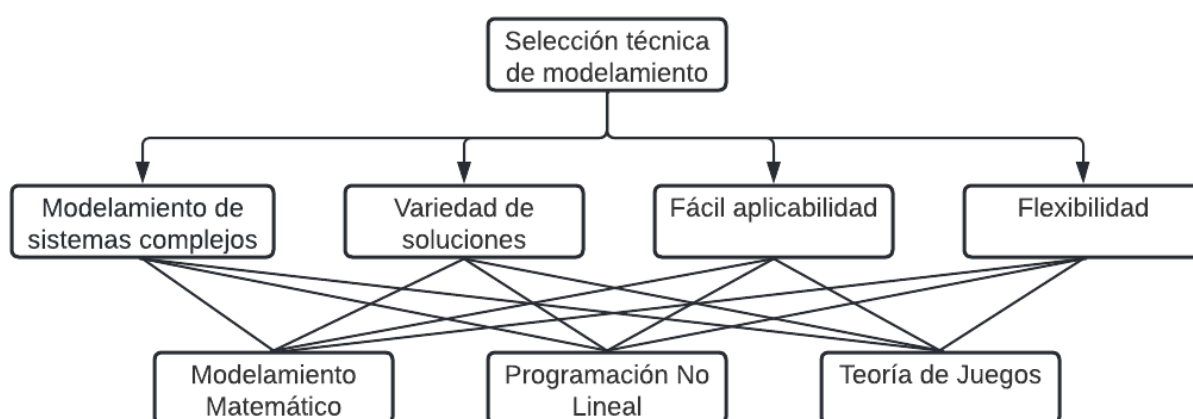 Selección técnica
de modelamiento
Modelamiento de
sistemas complejos
Variedad de
soluciones
Fácil aplicabilidad
Flexibilidad
Modelamiento
Matemático
Programación No
Lineal
Teoría de Juegos